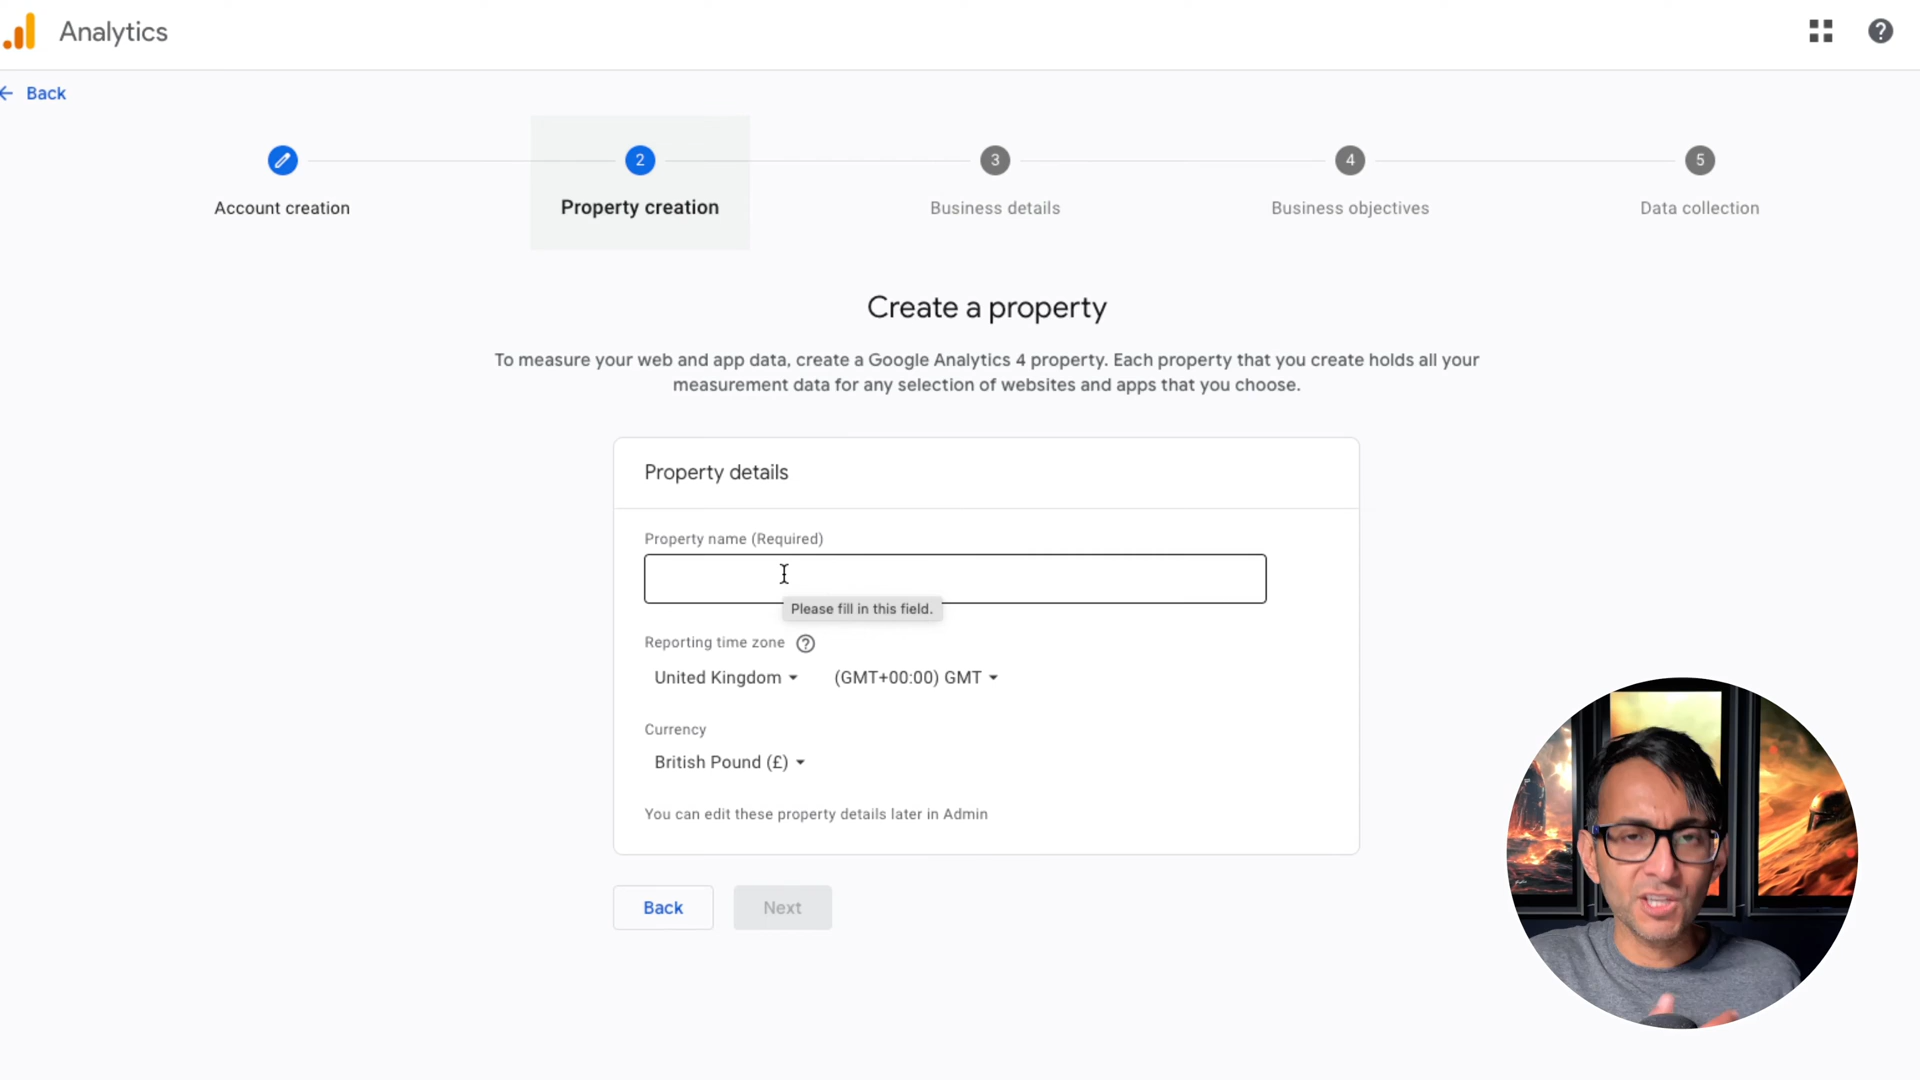 Analytics
?
Back
2
3
4
5
Account creation
Property creation
Business details
Business objectives
Data collection
Create a property
To measure your web and app data, create a Google Analytics 4 property. Each property that you create holds all your
measurement data for any selection of websites and apps that you choose.
Property details
Property name (Required)
Please fill in this field.
Reporting time zone ?
United Kingdom (GMT+00:00) GMT
Currency
British Pound (£)
You can edit these property details later in Admin
Back
Next